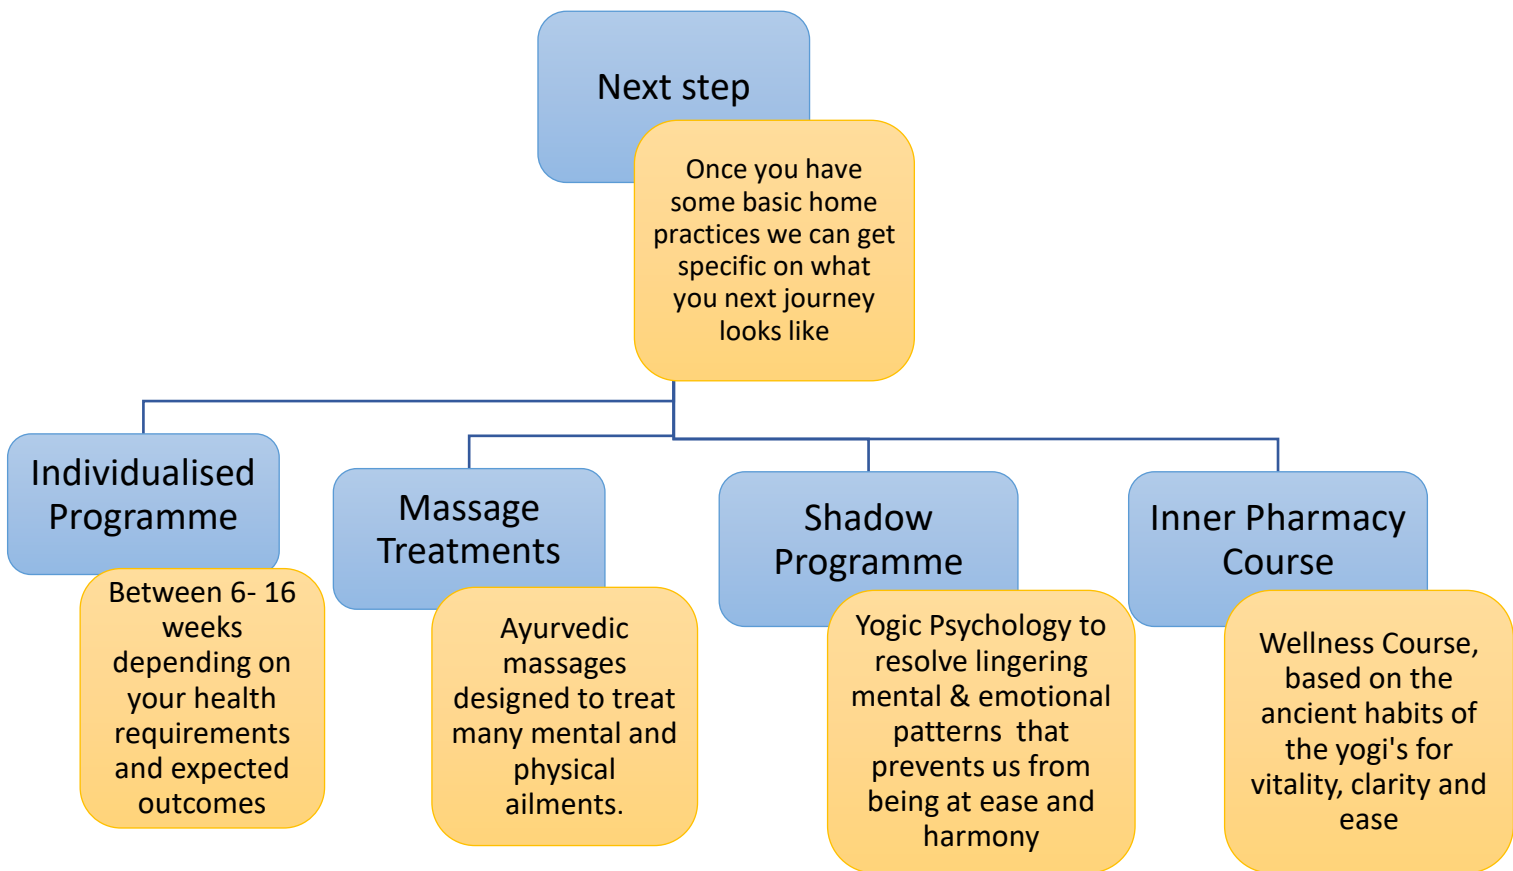 Next step
Once you have
some basic home
practices we can get
specific on what
you next journey
looks like
Individualised
Programme
Between 6- 16
weeks
depending on
your health
requirements
and expected
outcomes
Massage
Treatments
Ayurvedic
massages
designed to treat
many mental and
physical
ailments.
Shadow
Programme
Yogic Psychology to
resolve lingering
mental & emotional
patterns  that
prevents us from
being at ease and
harmony
Inner Pharmacy
Course
Wellness Course,
based on the
ancient habits of
the yogi's for
vitality, clarity and
ease